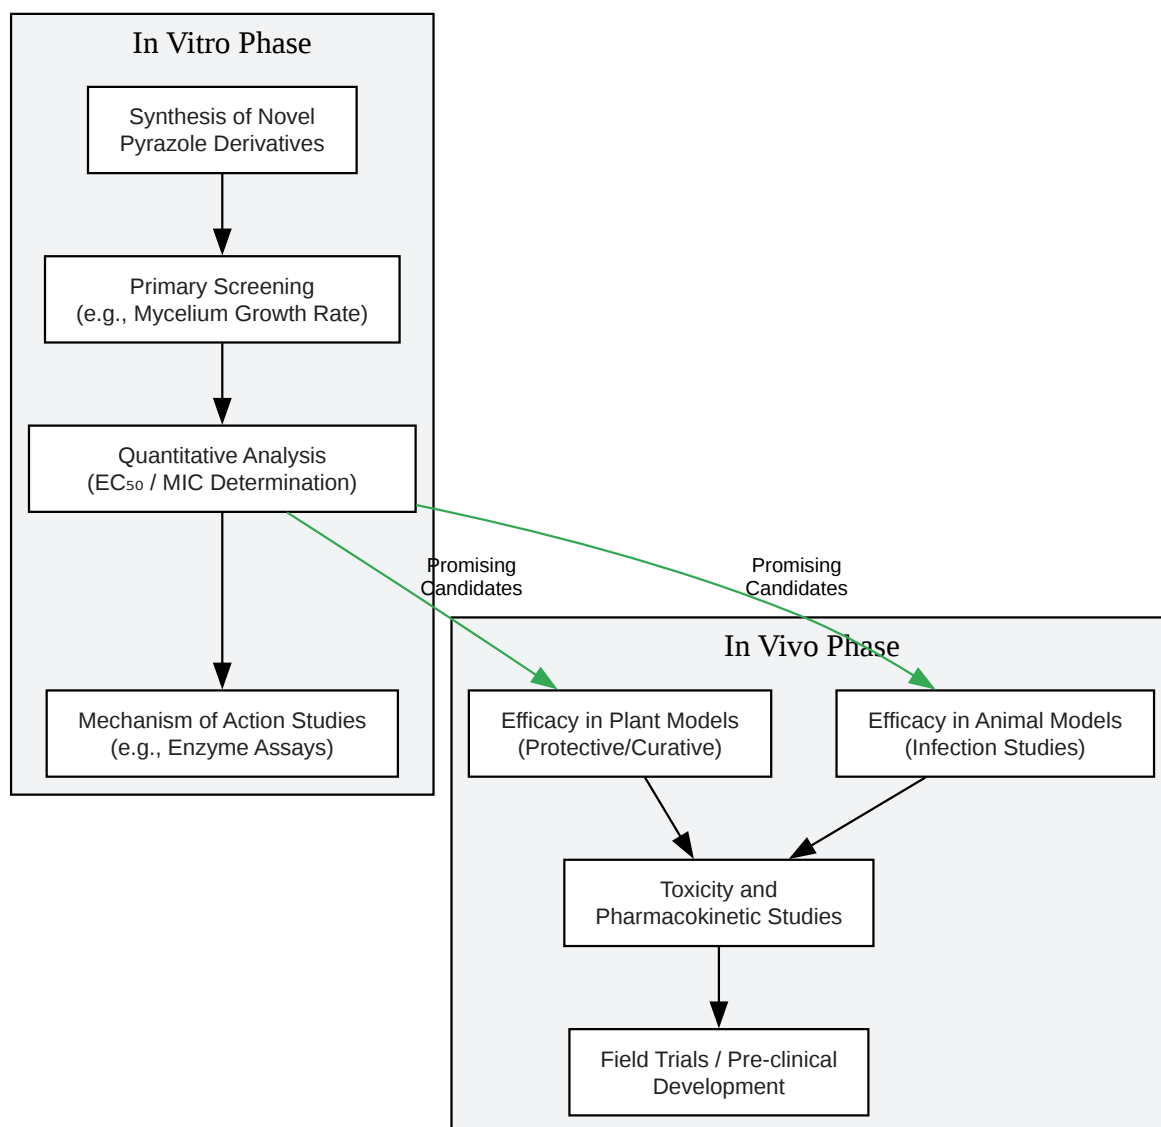 In Vitro Phase
Synthesis of Novel
Pyrazole Derivatives
Primary Screening
(e.g., Mycelium Growth Rate)
Quantitative Analysis
(EC₅₀ / MIC Determination)
Promising
Candidates
Promising
Candidates
Mechanism of Action Studies
(e.g., Enzyme Assays)
In Vivo Phase
Efficacy in Plant Models
(Protective/Curative)
Efficacy in Animal Models
(Infection Studies)
Toxicity and
Pharmacokinetic Studies
Field Trials / Pre-clinical
Development